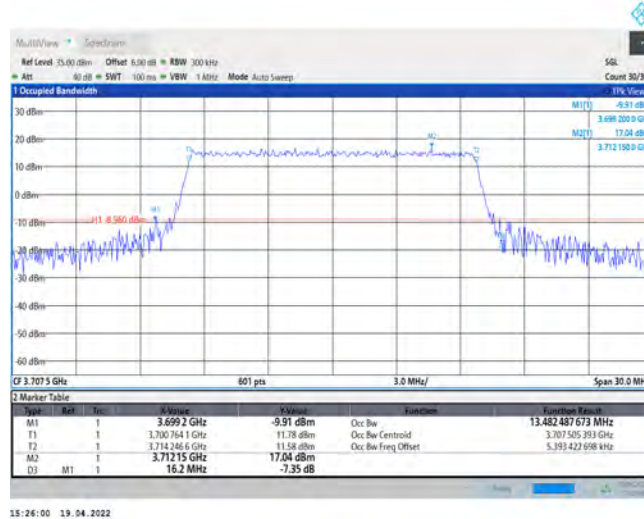 MultiView Spectrum
Ref Level 35.00 dBm Offset 6.00 dB RBW 300 kHz SGL
Att 40 dB SWT 100 ms VBW 1 MHz Mode Auto Sweep Count 30/3
1 Occupied Bandwidth 1Pk View
M1[1] -9.91 dB
30 dBm 3.699 200 0 G
M2[1] 17.04 dBm
20 dBm M2 3.712 150 0 G
T1 T2
10 dBm
0 dBm
M1
-10 dBm H1 -8.960 dBm
-20 dBm
-30 dBm
-40 dBm
-50 dBm
-60 dBm
CF 3.707 5 GHz 601 pts 3.0 MHz/ Span 30.0 MH
2 Marker Table
Type Ref Trc X-Value Y-Value Function Function Result
M1 1 3.699 2 GHz -9.91 dBm Occ Bw 13.482 487 673 MHz
T1 1 3.700 764 1 GHz 11.78 dBm Occ Bw Centroid 3.707 505 393 GHz
T2 1 3.714 246 6 GHz 11.58 dBm Occ Bw Freq Offset 5.393 422 698 kHz
M2 1 3.712 15 GHz 17.04 dBm
D3 M1 1 16.2 MHz -7.35 dB
15:26:00 19.04.2022